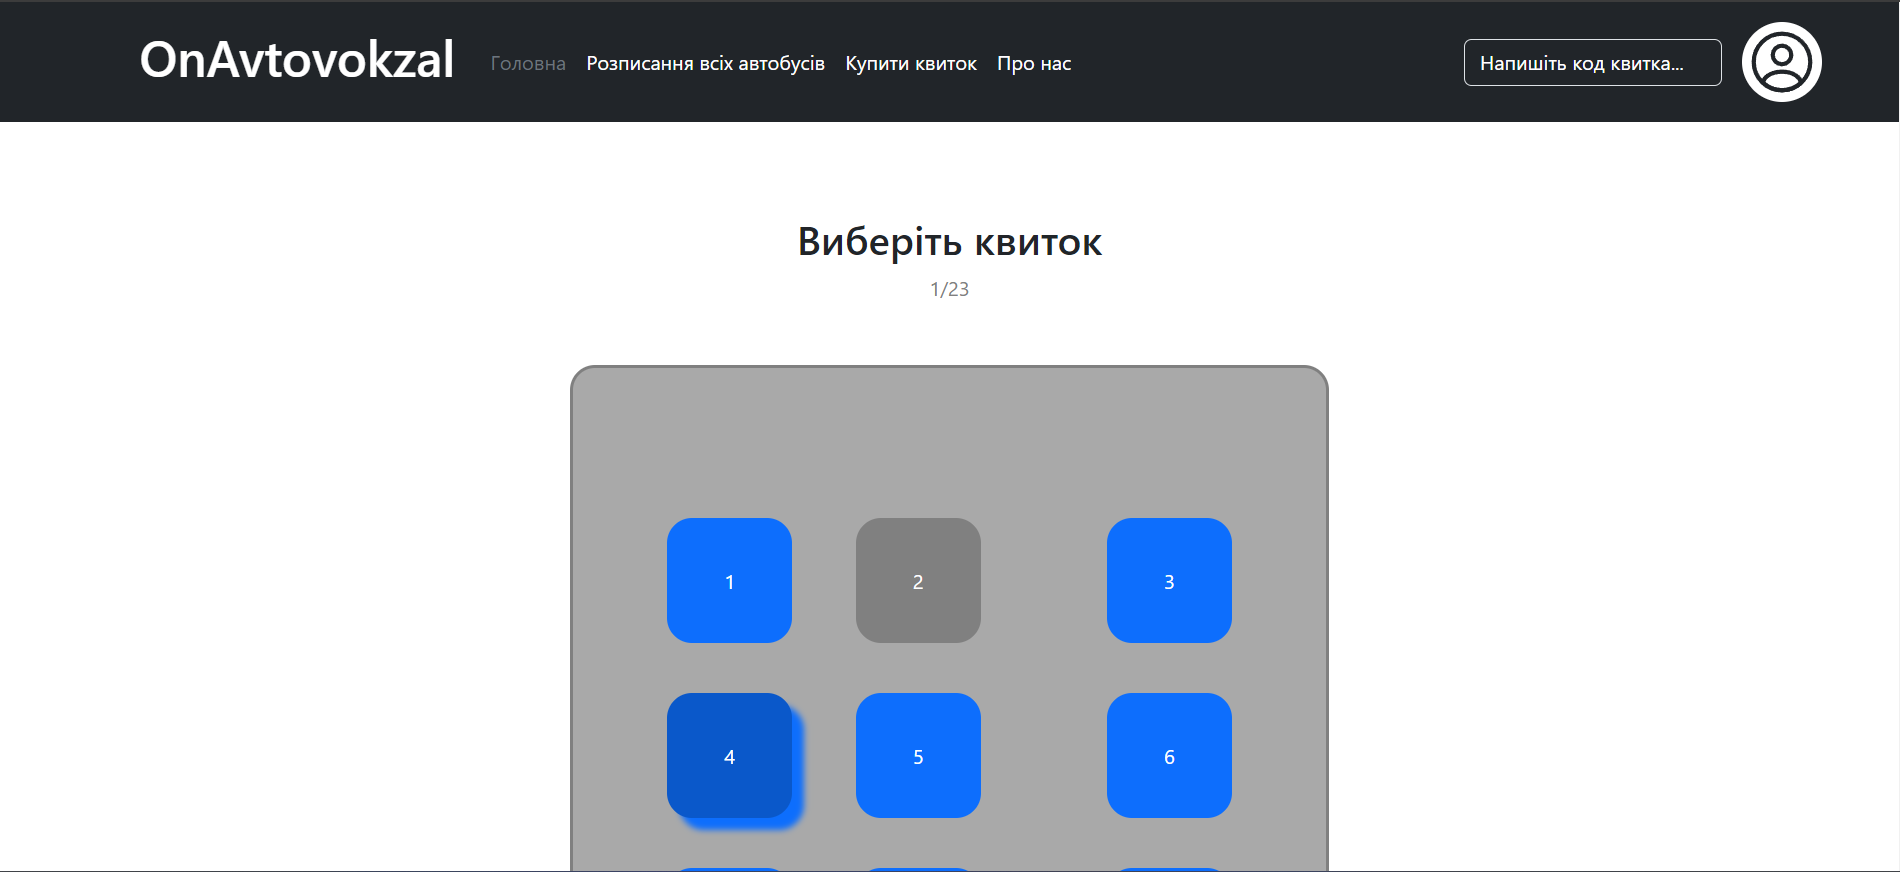 OnAvtovokzal
Головна Розписання всіх автобусів Купити квиток Про нас
Напишіть код квитка...
Виберіть квиток
1/23
1 2 3
4 5 6